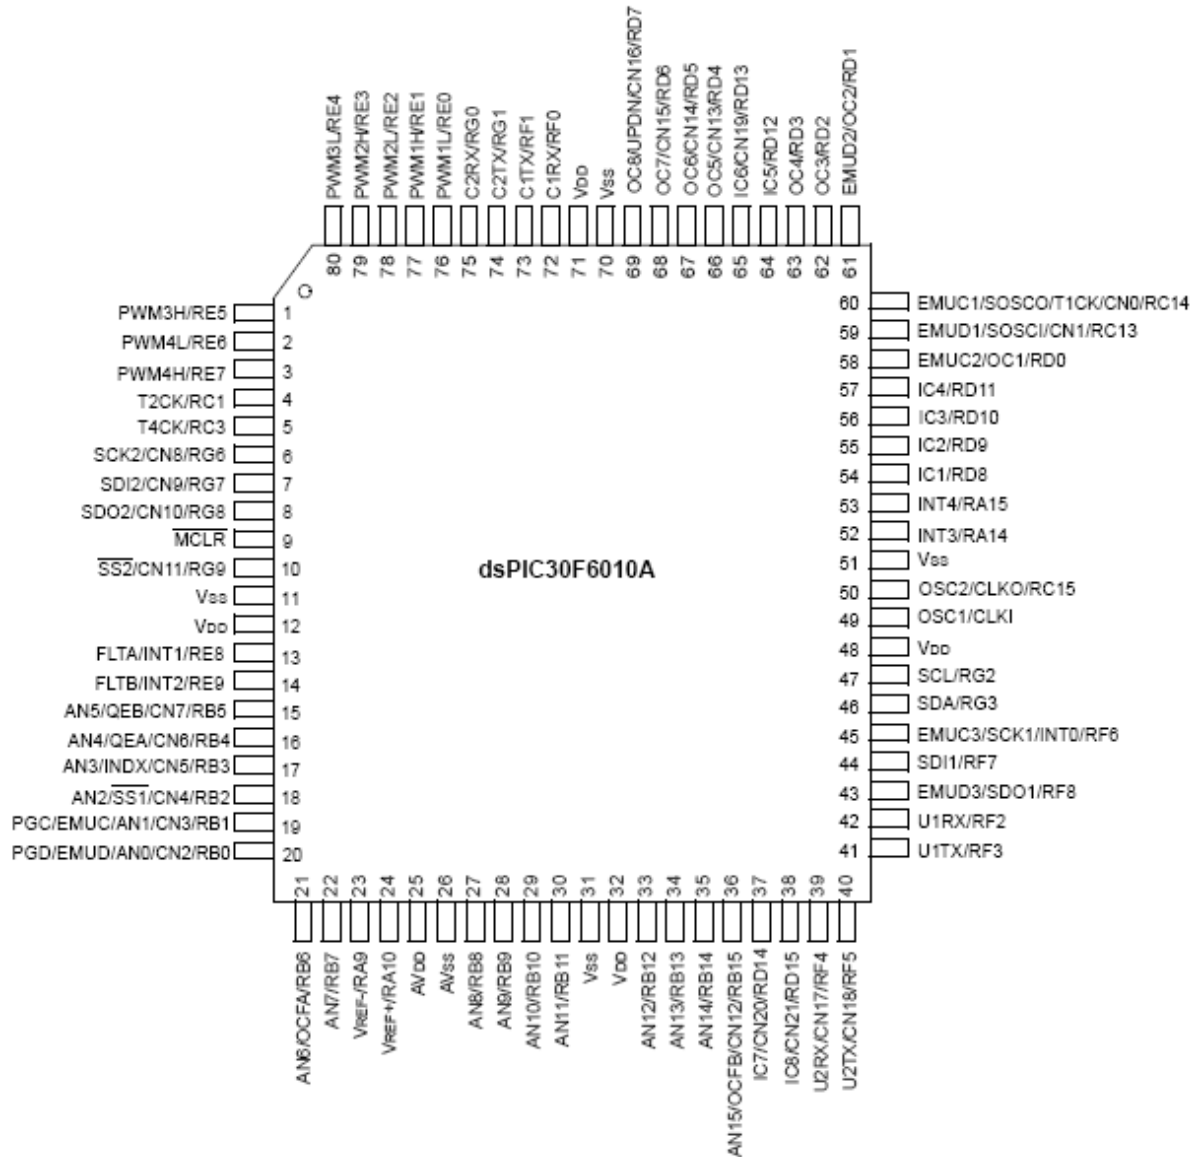 PWM3L/RE4
PWM2H/RE3
PWM2L/RE2
PWM1H/RE1
PWM1L/RE0
C2RX/RG0
C2TX/RG1
C1TX/RF1
C1RX/RF0
VDD
VSS
OC8/UPDN/CN16/RD7
OC7/CN15/RD6
OC6/CN14/RD5
OC5/CN13/RD4
IC6/CN19/RD13
IC5/RD12
OC4/RD3
OC3/RD2
EMUD2/OC2/RD1
80
79
78
77
76
75
74
73
72
71
70
69
68
67
66
65
64
63
62
61
PWM3H/RE5 1
PWM4L/RE6 2
PWM4H/RE7 3
T2CK/RC1 4
T4CK/RC3 5
SCK2/CN8/RG6 6
SDI2/CN9/RG7 7
SDO2/CN10/RG8 8
MCLR 9
SS2/CN11/RG9 10
VSS 11
VDD 12
FLTA/INT1/RE8 13
FLTB/INT2/RE9 14
AN5/QEB/CN7/RB5 15
AN4/QEA/CN6/RB4 16
AN3/INDX/CN5/RB3 17
AN2/SS1/CN4/RB2 18
PGC/EMUC/AN1/CN3/RB1 19
PGD/EMUD/AN0/CN2/RB0 20
dsPIC30F6010A
60 EMUC1/SOSCO/T1CK/CN0/RC14
59 EMUD1/SOSCI/CN1/RC13
58 EMUC2/OC1/RD0
57 IC4/RD11
56 IC3/RD10
55 IC2/RD9
54 IC1/RD8
53 INT4/RA15
52 INT3/RA14
51 VSS
50 OSC2/CLKO/RC15
49 OSC1/CLKI
48 VDD
47 SCL/RG2
46 SDA/RG3
45 EMUC3/SCK1/INT0/RF6
44 SDI1/RF7
43 EMUD3/SDO1/RF8
42 U1RX/RF2
41 U1TX/RF3
21
22
23
24
25
26
27
28
29
30
31
32
33
34
35
36
37
38
39
40
AN6/OCFA/RB6
AN7/RB7
VREF-/RA9
VREF+/RA10
AVDD
AVSS
AN8/RB8
AN9/RB9
AN10/RB10
AN11/RB11
VSS
VDD
AN12/RB12
AN13/RB13
AN14/RB14
AN15/OCFB/CN12/RB15
IC7/CN20/RD14
IC8/CN21/RD15
U2RX/CN17/RF4
U2TX/CN18/RF5